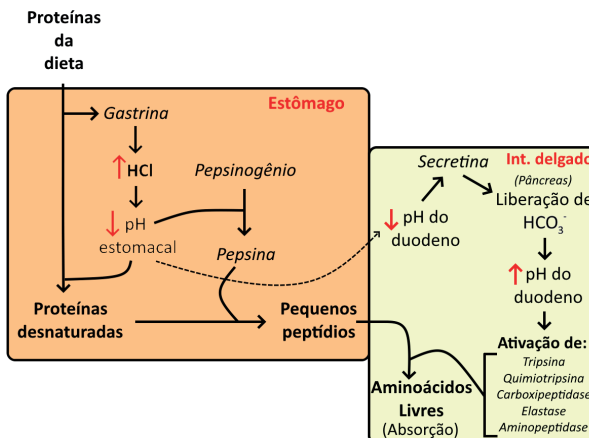 Proteínas
da
dieta
Estômago
Gastrina
↑HCl
↓pH
estomacal
Pepsinogênio
Pepsina
Proteínas
desnaturadas
Pequenos
peptídios
Int. delgado
Secretina
(Pâncreas)
Liberação de
HCO₃⁻
↓pH do
duodeno
↑pH do
duodeno
Ativação de:
Tripsina
Quimiotripsina
Carboxipeptidase
Elastase
Aminopeptidase
Aminoácidos
Livres
(Absorção)